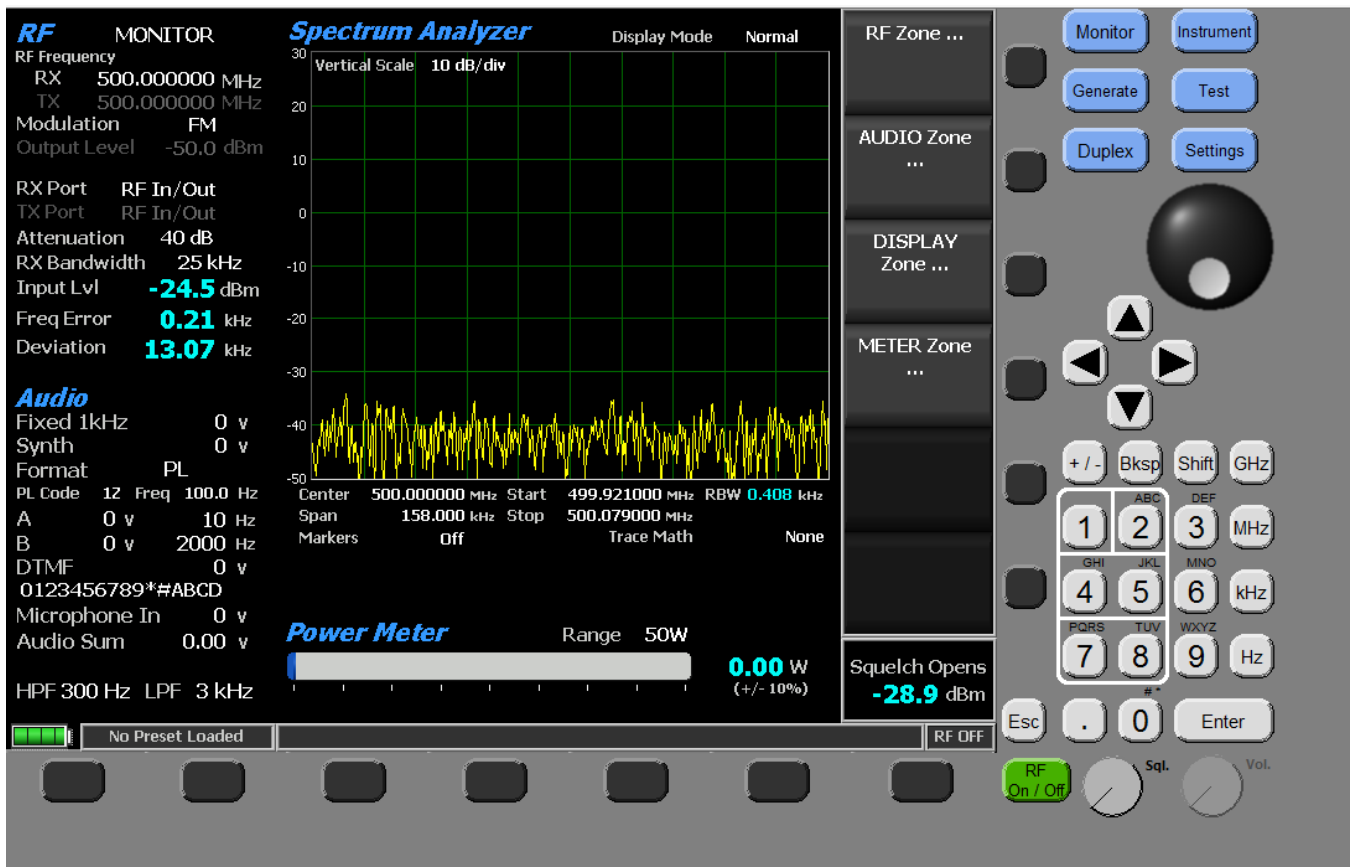 RF MONITOR
RF Frequency
RX 500.000000 MHz
TX 500.000000 MHz
Modulation FM
Output Level -50.0 dBm
RX Port RF In/Out
TX Port RF In/Out
Attenuation 40 dB
RX Bandwidth 25 kHz
Input Lvl -24.5 dBm
Freq Error 0.21 kHz
Deviation 13.07 kHz
Audio
Fixed 1kHz 0 v
Synth 0 v
Format PL
PL Code 1Z Freq 100.0 Hz
A 0 v 10 Hz
B 0 v 2000 Hz
DTMF 0 v
0123456789*#ABCD
Microphone In 0 v
Audio Sum 0.00 v
HPF 300 Hz LPF 3 kHz
Spectrum Analyzer Display Mode Normal
Vertical Scale 10 dB/div
30
20
10
0
-10
-20
-30
-40
-50
Center 500.000000 MHz Start 499.921000 MHz RBW 0.408 kHz
Span 158.000 kHz Stop 500.079000 MHz
Markers Off Trace Math None
Power Meter Range 50W
0.00 W
(+/- 10%)
RF Zone ...
AUDIO Zone
...
DISPLAY
Zone ...
METER Zone
...
Squelch Opens
-28.9 dBm
No Preset Loaded
RF OFF
Monitor Instrument
Generate Test
Duplex Settings
+ / - Bksp Shift GHz
ABC DEF
1 2 3 MHz
GHI JKL MNO
4 5 6 kHz
PQRS TUV WXYZ
7 8 9 Hz
# *
Esc . 0 Enter
RF
On / Off
Sql. Vol.